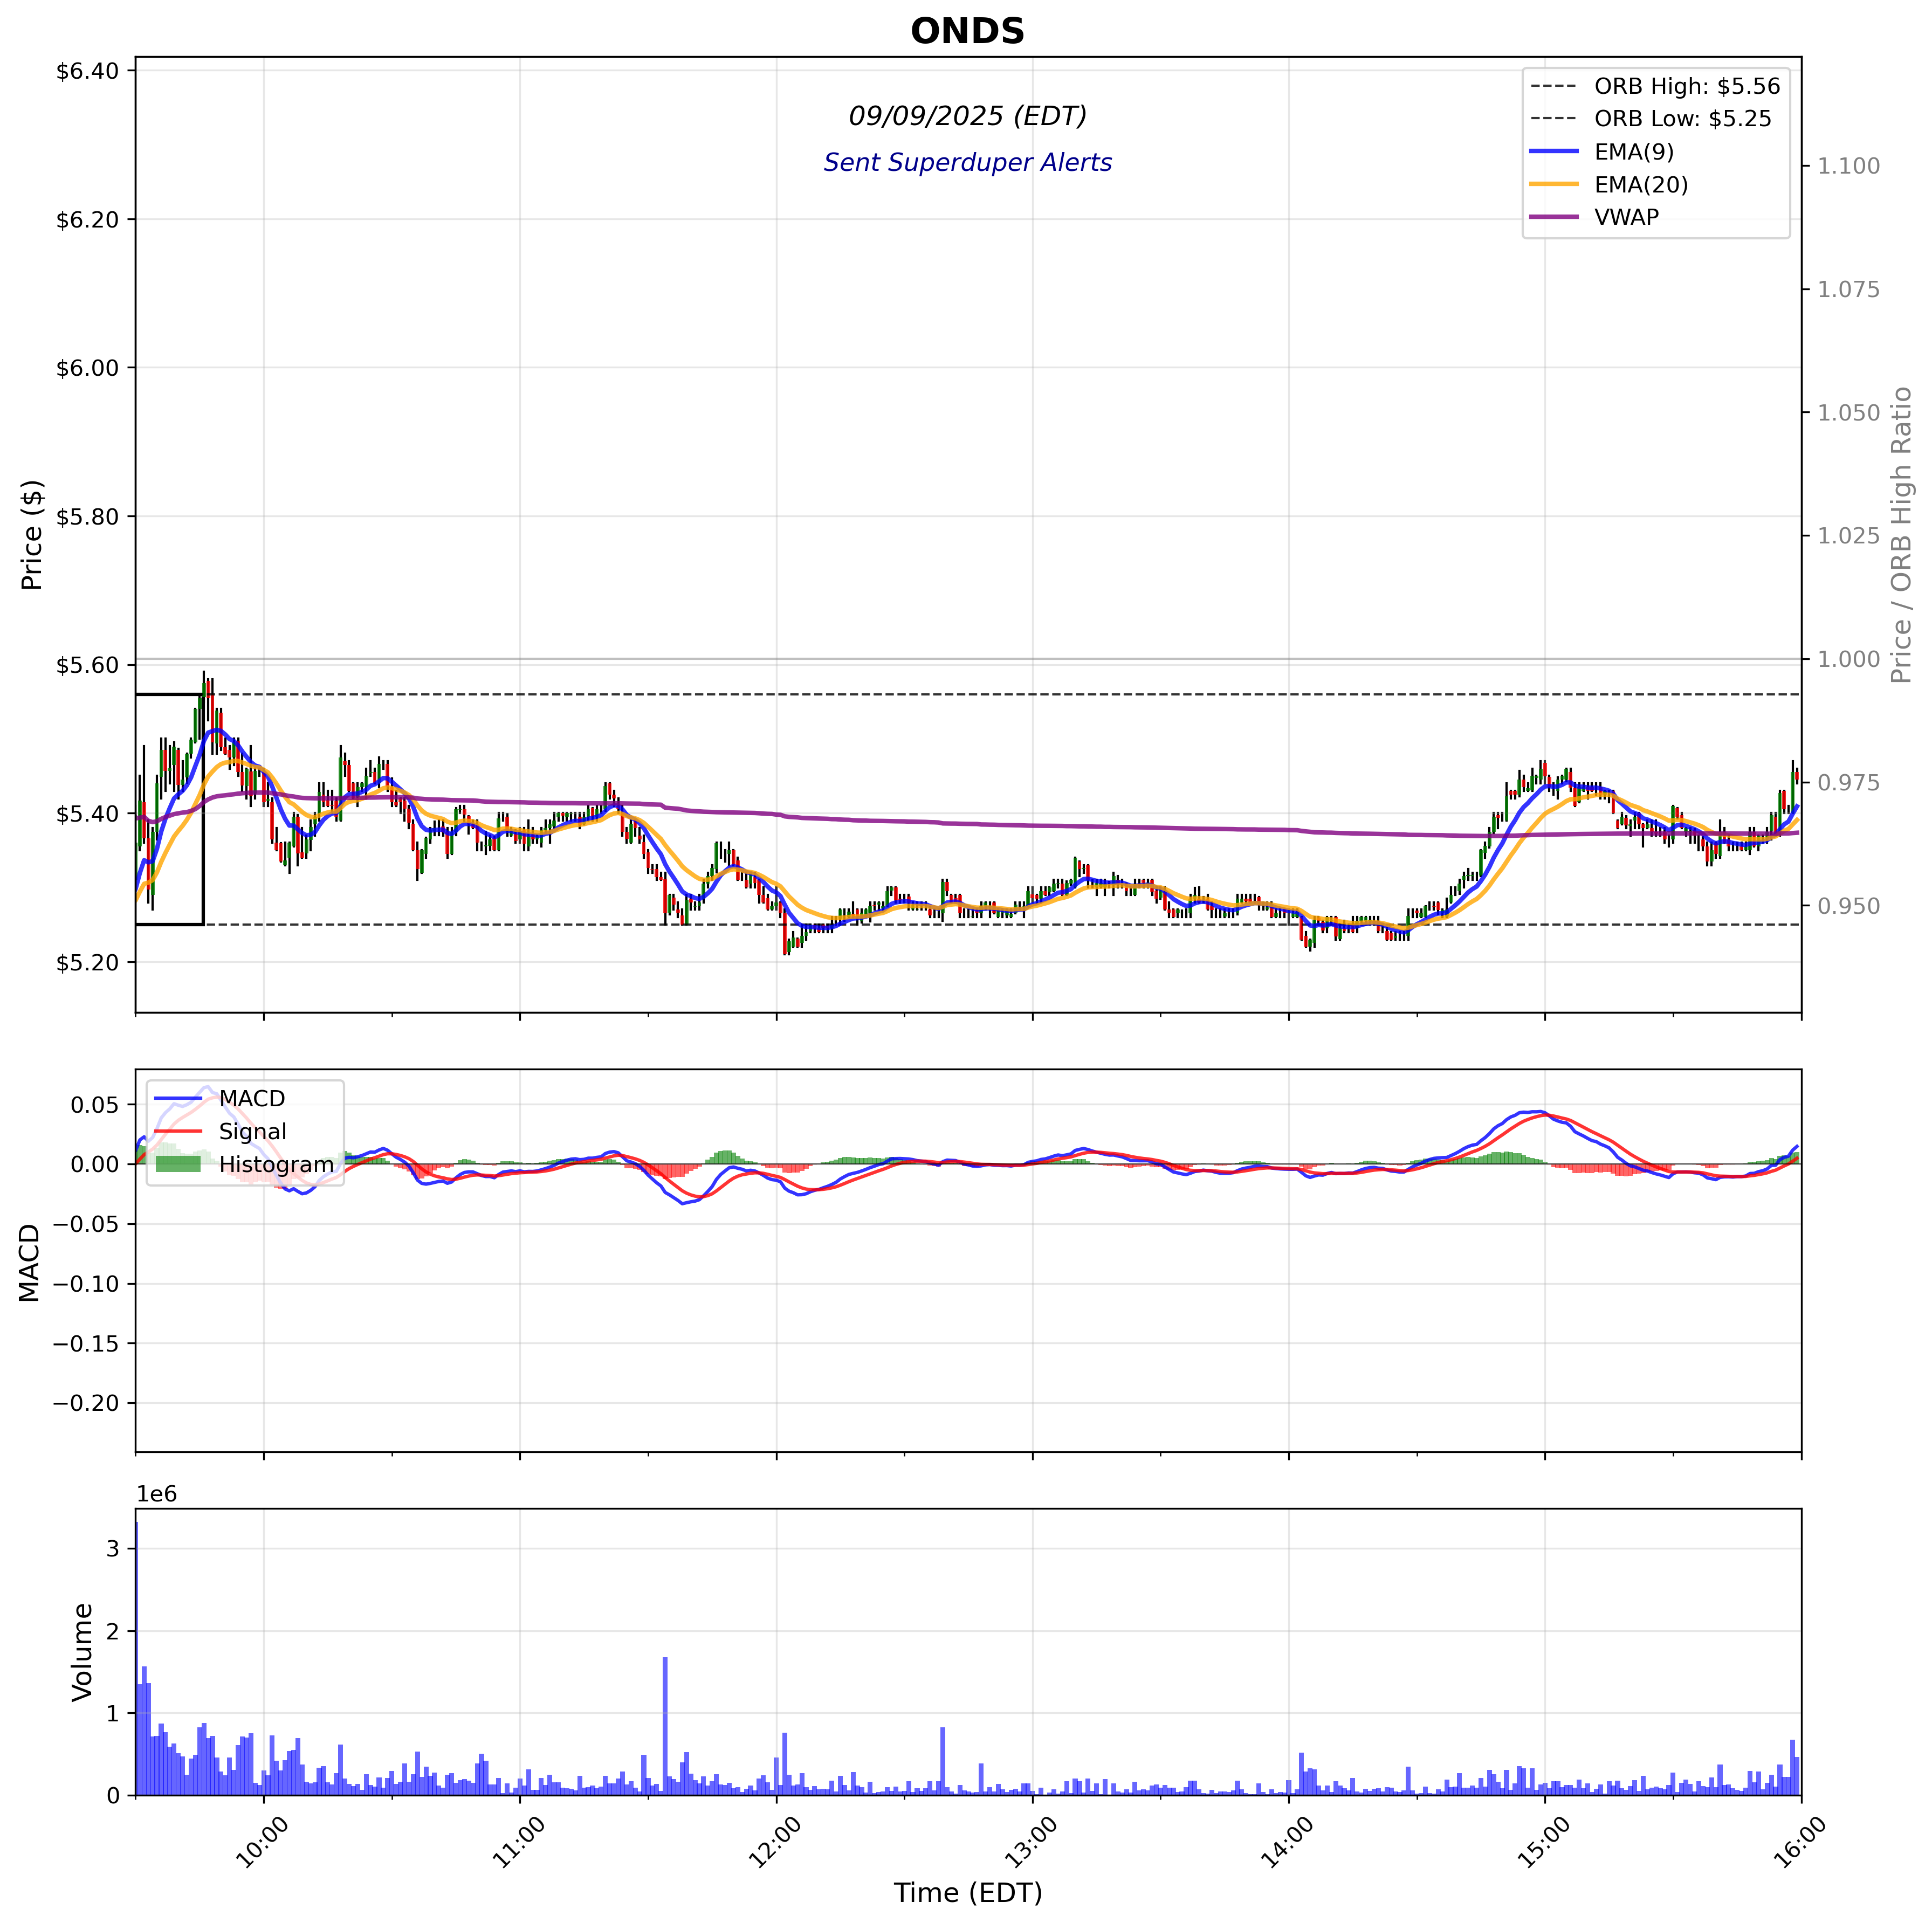 ONDS
09/09/2025 (EDT)
Sent Superduper Alerts
ORB High: $5.56
ORB Low: $5.25
EMA(9)
EMA(20)
VWAP
Price ($)
$6.40
$6.20
$6.00
$5.80
$5.60
$5.40
$5.20
1.100
1.075
1.050
1.025
1.000
0.975
0.950
Price / ORB High Ratio
MACD
Signal
Histogram
MACD
0.05
0.00
−0.05
−0.10
−0.15
−0.20
1e6
Volume
3
2
1
0
10:00
11:00
12:00
13:00
14:00
15:00
16:00
Time (EDT)